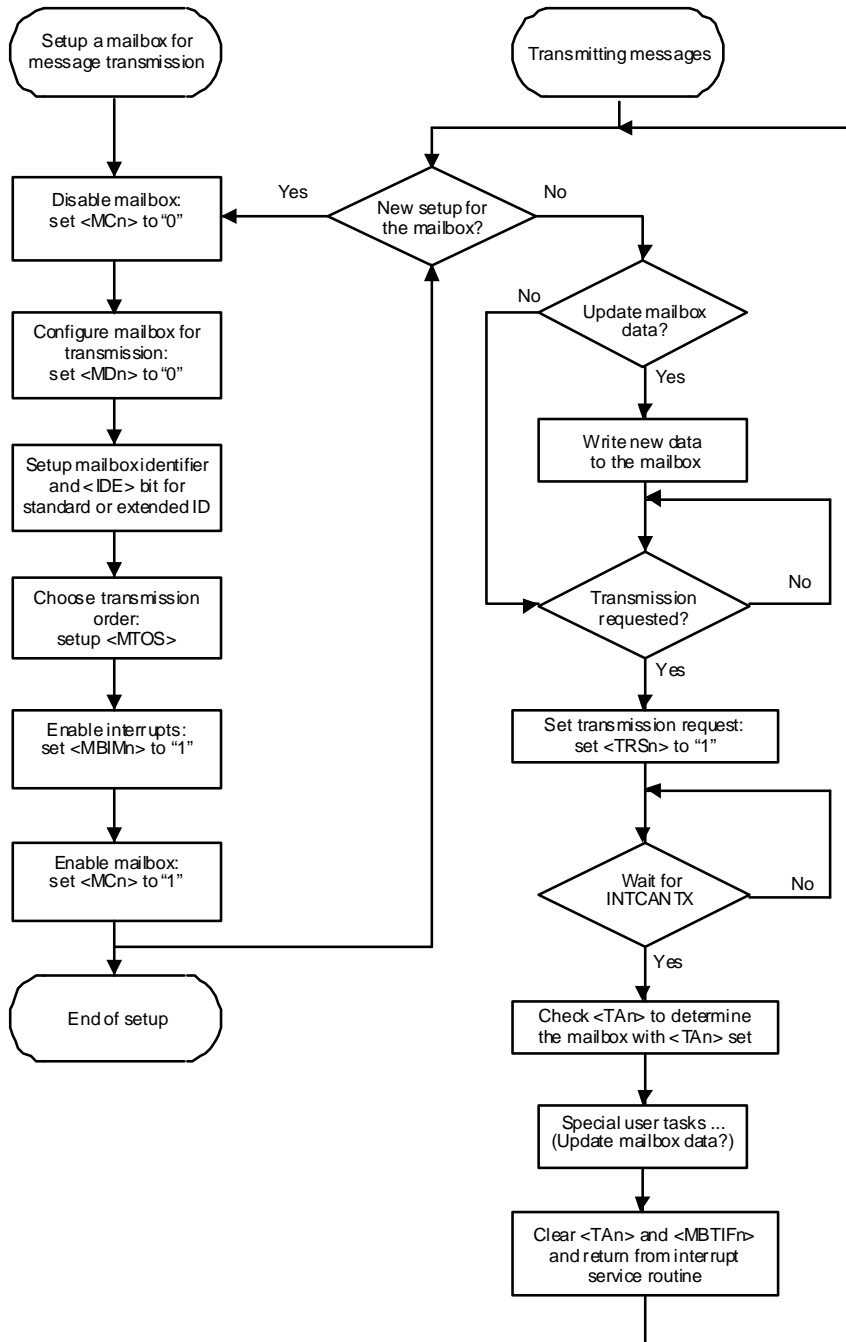 Setup a mailbox for
message transmission
Disable mailbox:
set <MCn> to “0”
Configure mailbox for
transmission:
set <MDn> to “0”
Setup mailbox identifier
and <IDE> bit for
standard or extended ID
Choose transmission
order:
setup <MTOS>
Enable interrupts:
set <MBIMn> to “1”
Enable mailbox:
set <MCn> to “1”
End of setup
Transmitting messages
Yes
New setup for
the mailbox?
No
No
Update mailbox
data?
Yes
Write new data
to the mailbox
Transmission
requested?
No
Yes
Set transmission request:
set <TRSn> to “1”
Wait for
INTCANTX
No
Yes
Check <TAn> to determine
the mailbox with <TAn> set
Special user tasks ...
(Update mailbox data?)
Clear <TAn> and <MBTIFn>
and return from interrupt
service routine